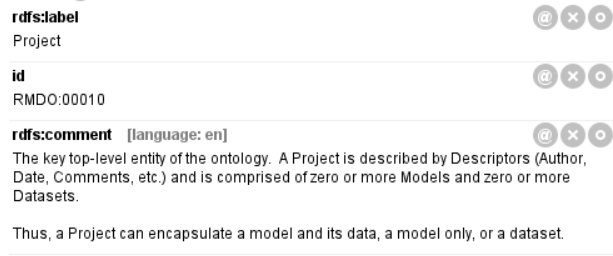 rdfs:label
Project
id
RMDO:00010
rdfs:comment [language: en]
The key top-level entity of the ontology.  A Project is described by Descriptors (Author,
Date, Comments, etc.) and is comprised of zero or more Models and zero or more
Datasets.
Thus, a Project can encapsulate a model and its data, a model only, or a dataset.